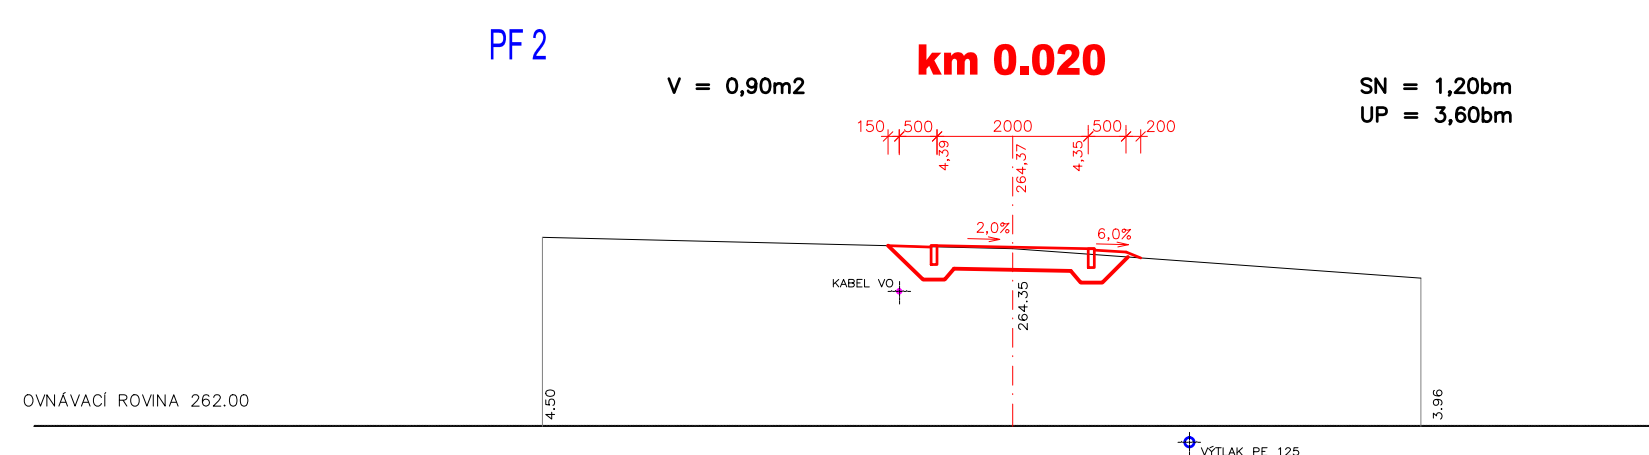 PF 2
km 0.020
V = 0,90m2
SN = 1,20bm
UP = 3,60bm
150 500 2000 500 200
4,39
264,37
4,35
2,0%
6,0%
KABEL VO
264.35
OVNÁVACÍ ROVINA 262.00
4.50
3.96
VÝTLAK PE 125